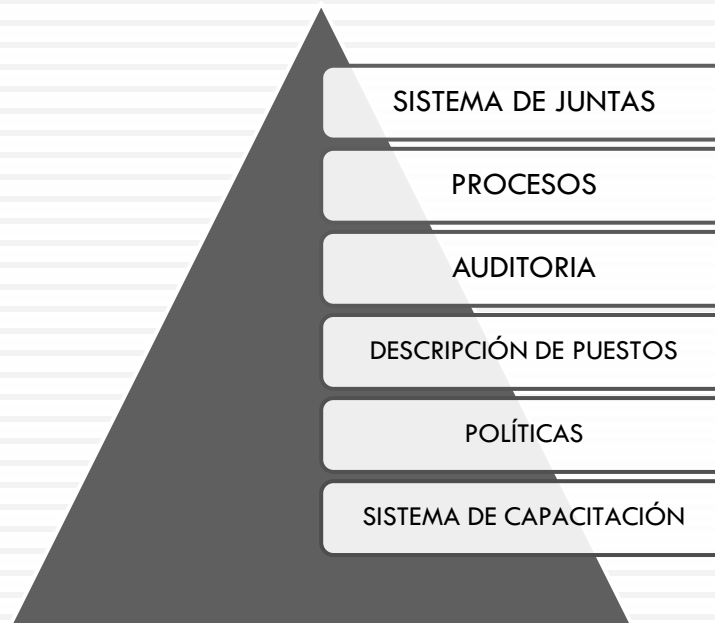 SISTEMA DE JUNTAS
PROCESOS
AUDITORIA
DESCRIPCIÓN DE PUESTOS
POLÍTICAS
SISTEMA DE CAPACITACIÓN